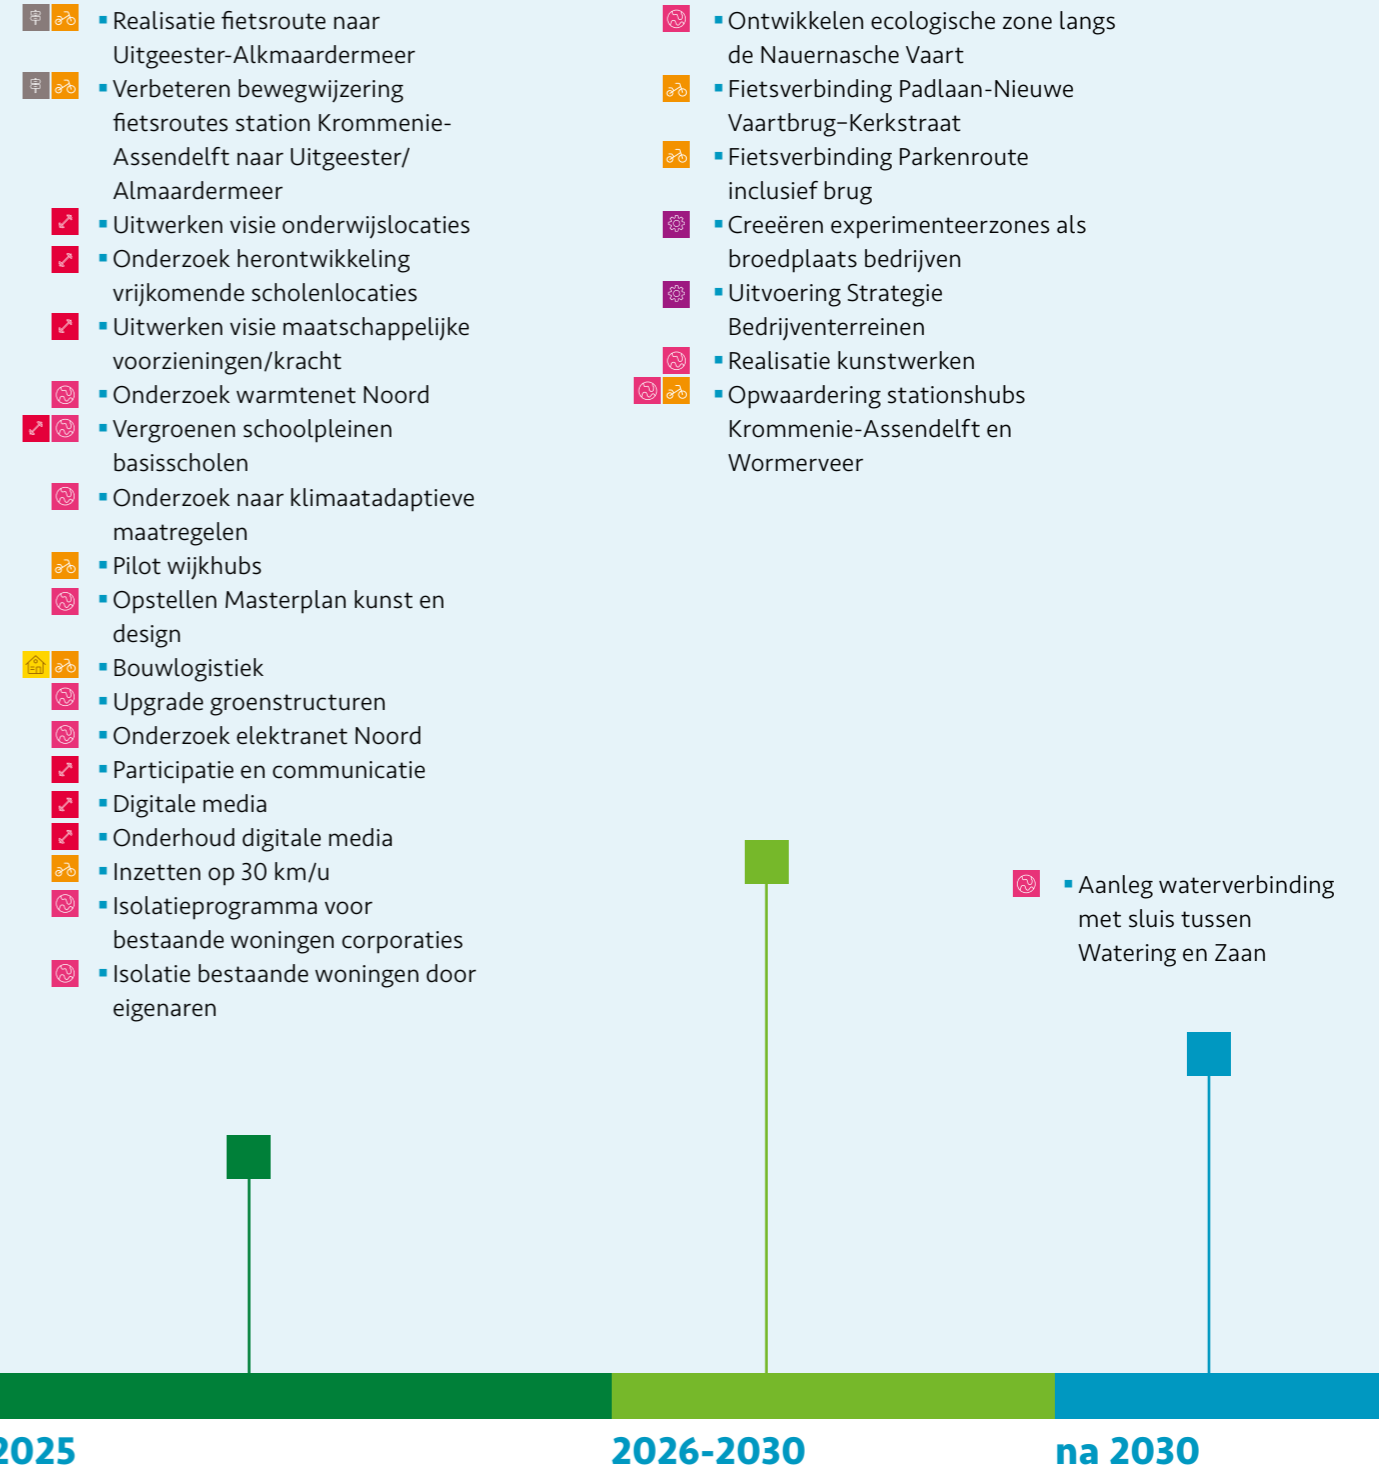 Realisatie fietsroute naar
Uitgeester-Alkmaardermeer
Verbeteren bewegwijzering
fietsroutes station Krommenie-
Assendelft naar Uitgeester/
Almaardermeer
Uitwerken visie onderwijslocaties
Onderzoek herontwikkeling
vrijkomende scholenlocaties
Uitwerken visie maatschappelijke
voorzieningen/kracht
Onderzoek warmtenet Noord
Vergroenen schoolpleinen
basisscholen
Onderzoek naar klimaatadaptieve
maatregelen
Pilot wijkhubs
Opstellen Masterplan kunst en
design
Bouwlogistiek
Upgrade groenstructuren
Onderzoek elektranet Noord
Participatie en communicatie
Digitale media
Onderhoud digitale media
Inzetten op 30 km/u
Isolatieprogramma voor
bestaande woningen corporaties
Isolatie bestaande woningen door
eigenaren
Ontwikkelen ecologische zone langs
de Nauernasche Vaart
Fietsverbinding Padlaan-Nieuwe
Vaartbrug–Kerkstraat
Fietsverbinding Parkenroute
inclusief brug
Creeëren experimenteerzones als
broedplaats bedrijven
Uitvoering Strategie
Bedrijventerreinen
Realisatie kunstwerken
Opwaardering stationshubs
Krommenie-Assendelft en
Wormerveer
Aanleg waterverbinding
met sluis tussen
Watering en Zaan
2025
2026-2030
na 2030